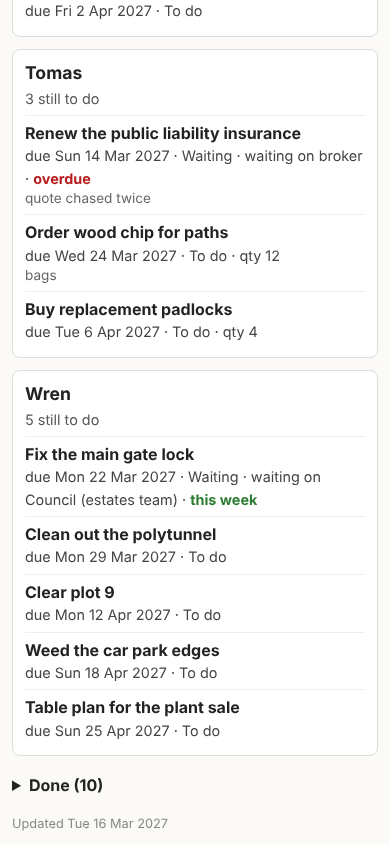 due Fri 2 Apr 2027 · To do
Tomas
3 still to do
Renew the public liability insurance
due Sun 14 Mar 2027 · Waiting · waiting on broker
· overdue
quote chased twice
Order wood chip for paths
due Wed 24 Mar 2027 · To do · qty 12
bags
Buy replacement padlocks
due Tue 6 Apr 2027 · To do · qty 4
Wren
5 still to do
Fix the main gate lock
due Mon 22 Mar 2027 · Waiting · waiting on
Council (estates team) · this week
Clean out the polytunnel
due Mon 29 Mar 2027 · To do
Clear plot 9
due Mon 12 Apr 2027 · To do
Weed the car park edges
due Sun 18 Apr 2027 · To do
Table plan for the plant sale
due Sun 25 Apr 2027 · To do
Done (10)
Updated Tue 16 Mar 2027